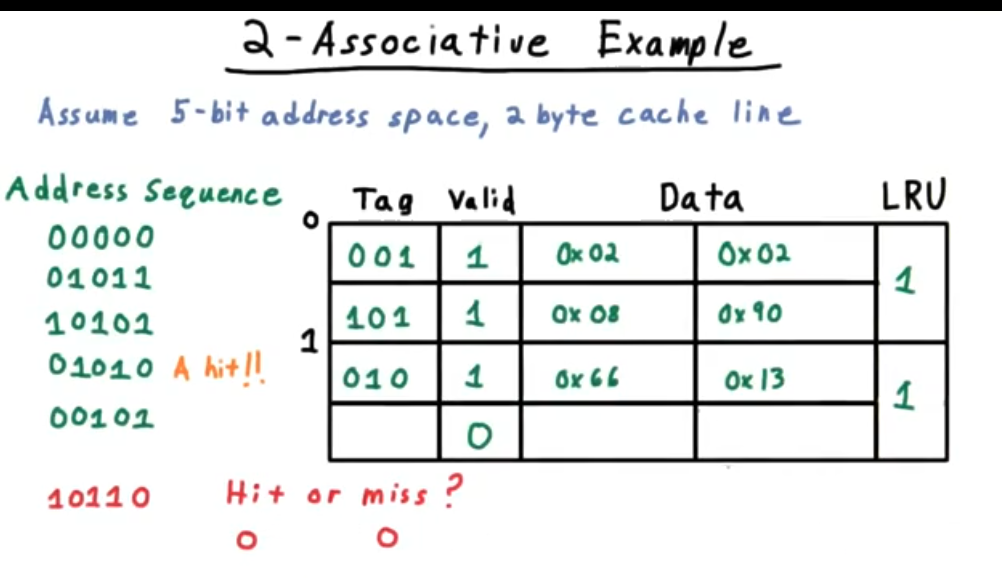 2-Associative Example
Assume 5-bit address space, 2 byte cache line
Address Sequence
00000
01011
10101
01010 A hit!!
00101
10110 Hit or miss?
O O
Tag Valid Data LRU
0
001 1 0x02 0x02 1
101 1 0x08 0x90
1
010 1 0x66 0x13 1
0